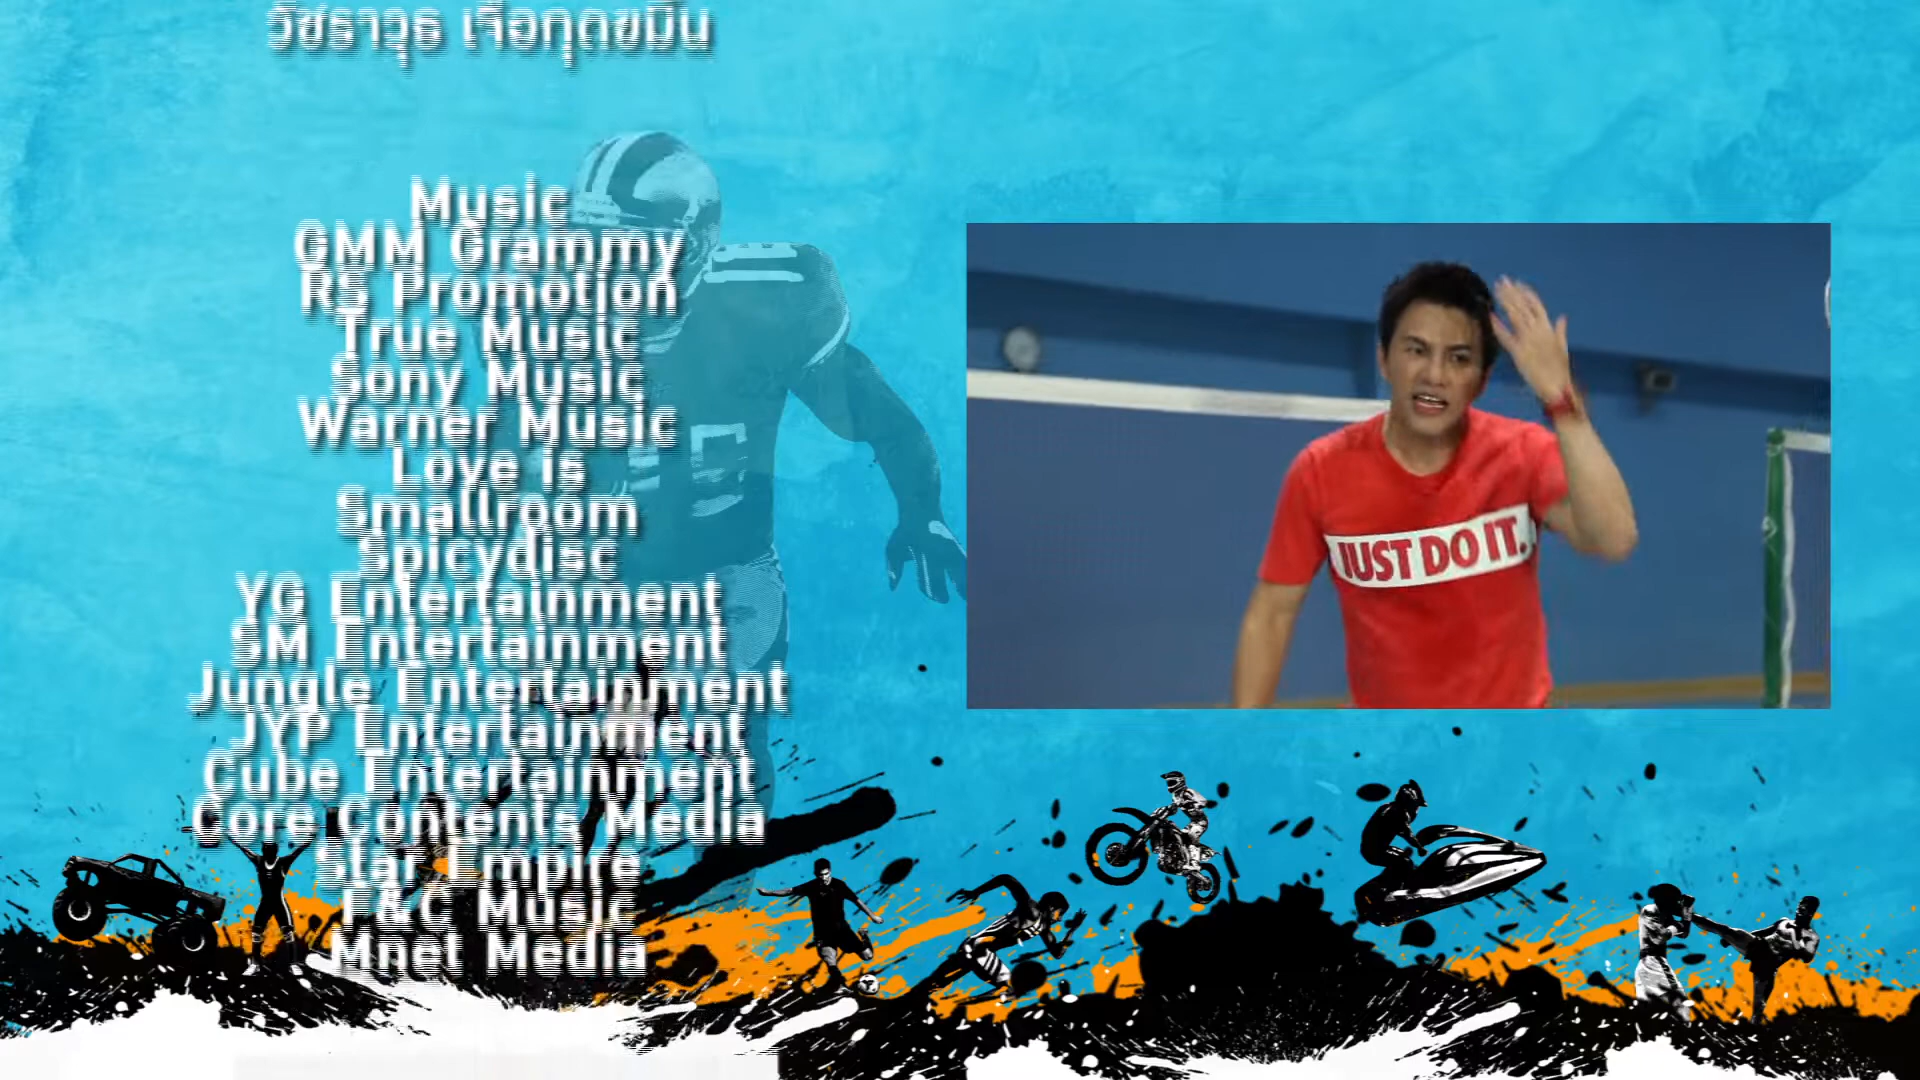 วัชราวุธ เจือกุดขมิ้น
Music
GMM Grammy
RS Promotion
True Music
Sony Music
Warner Music
Love is
Smallroom
Spicydisc
YG Entertainment
SM Entertainment
Jungle Entertainment
JYP Entertainment
Cube Entertainment
Core Contents Media
Star Empire
F&C Music
Mnet Media
JUST DO IT.